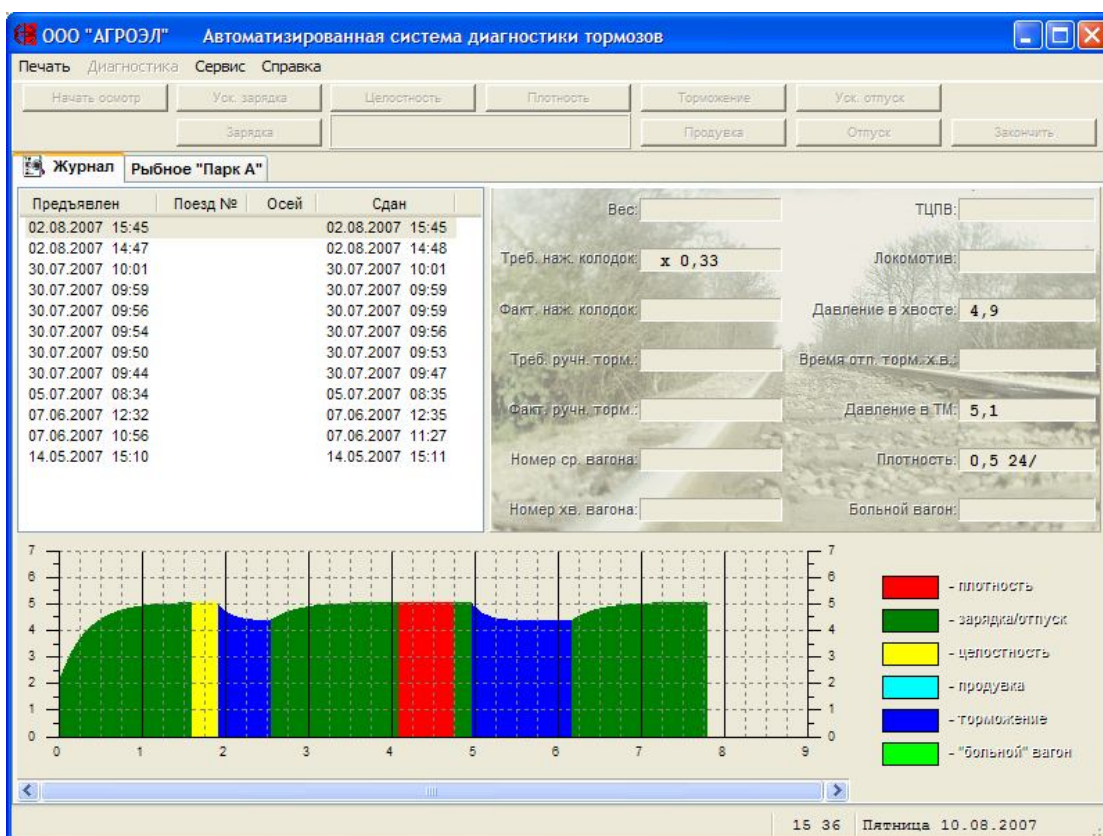 ООО "АГРОЭЛ" Автоматизированная система диагностики тормозов
Печать Диагностика Сервис Справка
Начать осмотр Уск. зарядка Целостность Плотность Торможение Уск. отпуск
Зарядка Продувка Отпуск Закончить
Журнал Рыбное "Парк А"
Предъявлен Поезд № Осей Сдан
02.08.2007 15:45 02.08.2007 15:45
02.08.2007 14:47 02.08.2007 14:48
30.07.2007 10:01 30.07.2007 10:01
30.07.2007 09:59 30.07.2007 09:59
30.07.2007 09:56 30.07.2007 09:59
30.07.2007 09:54 30.07.2007 09:56
30.07.2007 09:50 30.07.2007 09:53
30.07.2007 09:44 30.07.2007 09:47
05.07.2007 08:34 05.07.2007 08:35
07.06.2007 12:32 07.06.2007 12:35
07.06.2007 10:56 07.06.2007 11:27
14.05.2007 15:10 14.05.2007 15:11
Вес: ТЦПВ:
Треб. наж. колодок: x 0,33 Локомотив:
Факт. наж. колодок: Давление в хвосте: 4,9
Треб. ручн. торм.: Время отп. торм. х.в.:
Факт. ручн. торм.: Давление в ТМ: 5,1
Номер ср. вагона: Плотность: 0,5 24/
Номер хв. вагона: Больной вагон:
7 7
6 6
5 5
4 4
3 3
2 2
1 1
0 0
0 1 2 3 4 5 6 7 8 9
- плотность
- зарядка/отпуск
- целостность
- продувка
- торможение
- "больной" вагон
15 36 Пятница 10.08.2007